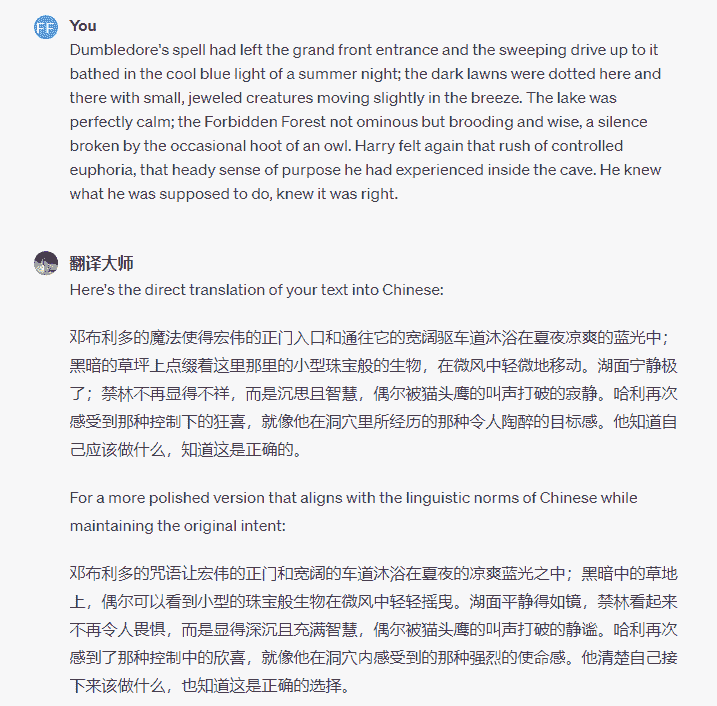 FF
You
Dumbledore's spell had left the grand front entrance and the sweeping drive up to it
bathed in the cool blue light of a summer night; the dark lawns were dotted here and
there with small, jeweled creatures moving slightly in the breeze. The lake was
perfectly calm; the Forbidden Forest not ominous but brooding and wise, a silence
broken by the occasional hoot of an owl. Harry felt again that rush of controlled
euphoria, that heady sense of purpose he had experienced inside the cave. He knew
what he was supposed to do, knew it was right.
翻译大师
Here's the direct translation of your text into Chinese:
邓布利多的魔法使得宏伟的正门入口和通往它的宽阔驱车道沐浴在夏夜凉爽的蓝光中；
黑暗的草坪上点缀着这里那里的小型珠宝般的生物，在微风中轻微地移动。湖面宁静极
了；禁林不再显得不祥，而是沉思且智慧，偶尔被猫头鹰的叫声打破的寂静。哈利再次
感受到那种控制下的狂喜，就像他在洞穴里所经历的那种令人陶醉的目标感。他知道自
己应该做什么，知道这是正确的。
For a more polished version that aligns with the linguistic norms of Chinese while
maintaining the original intent:
邓布利多的咒语让宏伟的正门和宽阔的车道沐浴在夏夜的凉爽蓝光之中；黑暗中的草地
上，偶尔可以看到小型的珠宝般生物在微风中轻轻摇曳。湖面平静得如镜，禁林看起来
不再令人畏惧，而是显得深沉且充满智慧，偶尔被猫头鹰的叫声打破的静谧。哈利再次
感到了那种控制中的欣喜，就像他在洞穴内感受到的那种强烈的使命感。他清楚自己接
下来该做什么，也知道这是正确的选择。